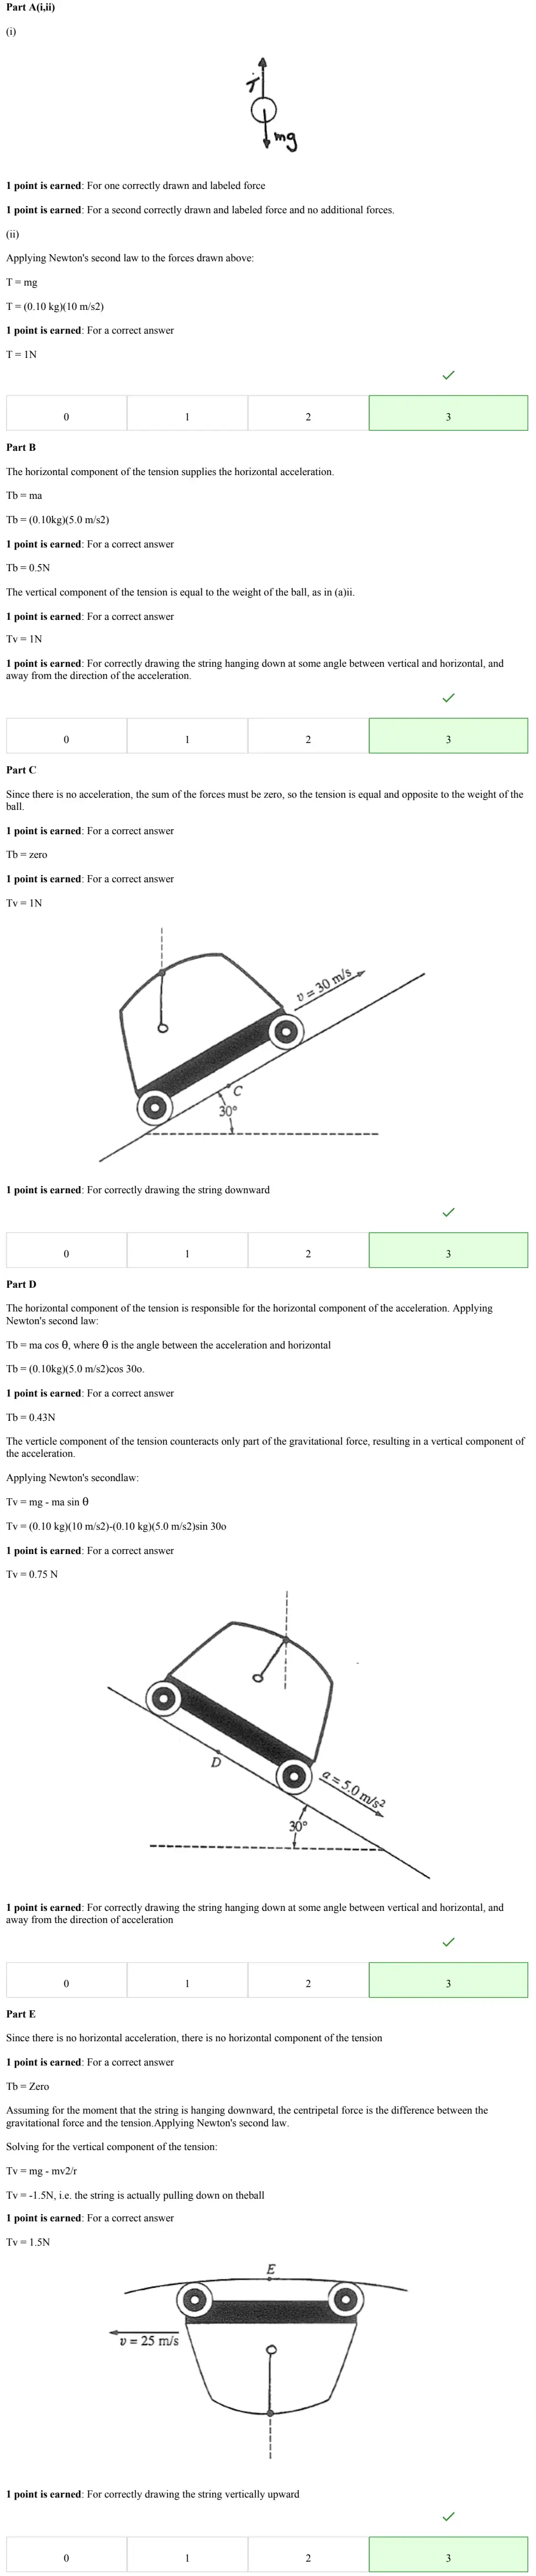 Part A(i,ii)
(i)
T
mg
1 point is earned: For one correctly drawn and labeled force
1 point is earned: For a second correctly drawn and labeled force and no additional forces.
(ii)
Applying Newton's second law to the forces drawn above:
T = mg
T = (0.10 kg)(10 m/s2)
1 point is earned: For a correct answer
T = 1N
0 1 2 3
Part B
The horizontal component of the tension supplies the horizontal acceleration.
Tb = ma
Tb = (0.10kg)(5.0 m/s2)
1 point is earned: For a correct answer
Tb = 0.5N
The vertical component of the tension is equal to the weight of the ball, as in (a)ii.
1 point is earned: For a correct answer
Tv = 1N
1 point is earned: For correctly drawing the string hanging down at some angle between vertical and horizontal, and
away from the direction of the acceleration.
0 1 2 3
Part C
Since there is no acceleration, the sum of the forces must be zero, so the tension is equal and opposite to the weight of the
ball.
1 point is earned: For a correct answer
Tb = zero
1 point is earned: For a correct answer
Tv = 1N
v = 30 m/s
C
30°
1 point is earned: For correctly drawing the string downward
0 1 2 3
Part D
The horizontal component of the tension is responsible for the horizontal component of the acceleration. Applying
Newton's second law:
Tb = ma cos θ, where θ is the angle between the acceleration and horizontal
Tb = (0.10kg)(5.0 m/s2)cos 30o.
1 point is earned: For a correct answer
Tb = 0.43N
The verticle component of the tension counteracts only part of the gravitational force, resulting in a vertical component of
the acceleration.
Applying Newton's secondlaw:
Tv = mg - ma sin θ
Tv = (0.10 kg)(10 m/s2)-(0.10 kg)(5.0 m/s2)sin 30o
1 point is earned: For a correct answer
Tv = 0.75 N
D
a = 5.0 m/s²
30°
1 point is earned: For correctly drawing the string hanging down at some angle between vertical and horizontal, and
away from the direction of acceleration
0 1 2 3
Part E
Since there is no horizontal acceleration, there is no horizontal component of the tension
1 point is earned: For a correct answer
Tb = Zero
Assuming for the moment that the string is hanging downward, the centripetal force is the difference between the
gravitational force and the tension.Applying Newton's second law.
Solving for the vertical component of the tension:
Tv = mg - mv2/r
Tv = -1.5N, i.e. the string is actually pulling down on theball
1 point is earned: For a correct answer
Tv = 1.5N
E
v = 25 m/s
1 point is earned: For correctly drawing the string vertically upward
0 1 2 3